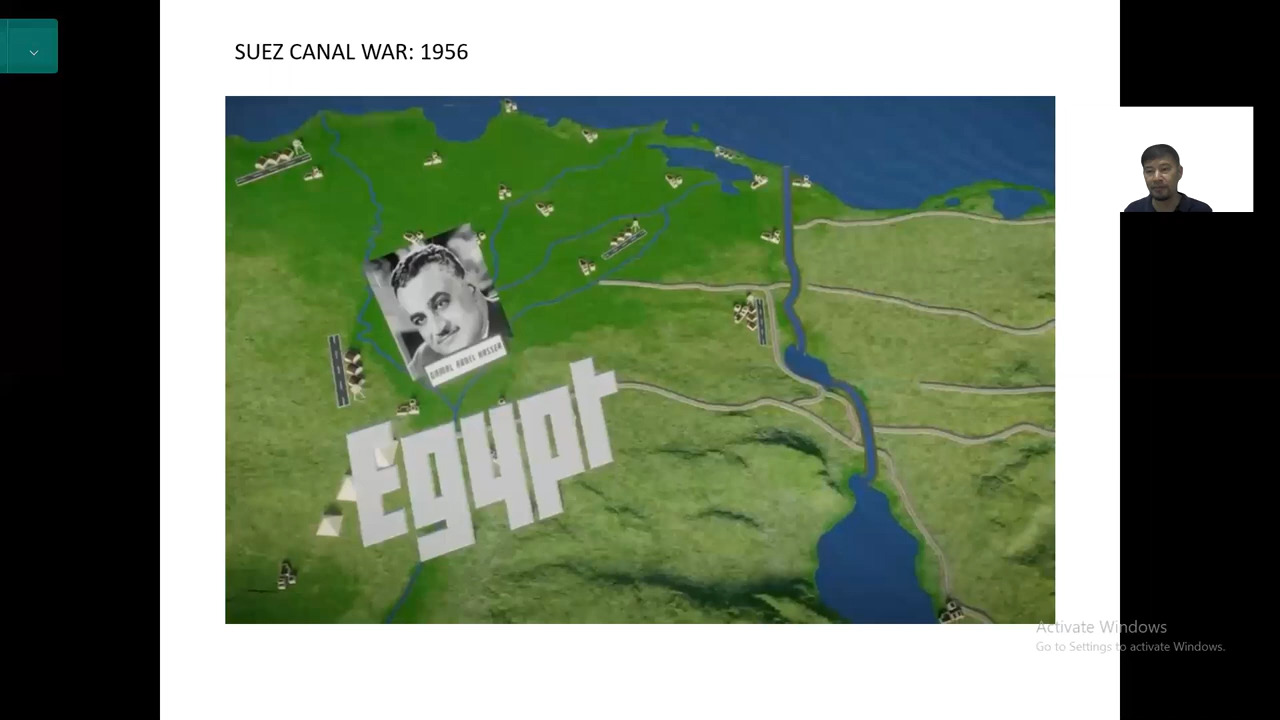 SUEZ CANAL WAR: 1956
GAMAL ABDEL NASSER
Egypt
Activate Windows
Go to Settings to activate Windows.